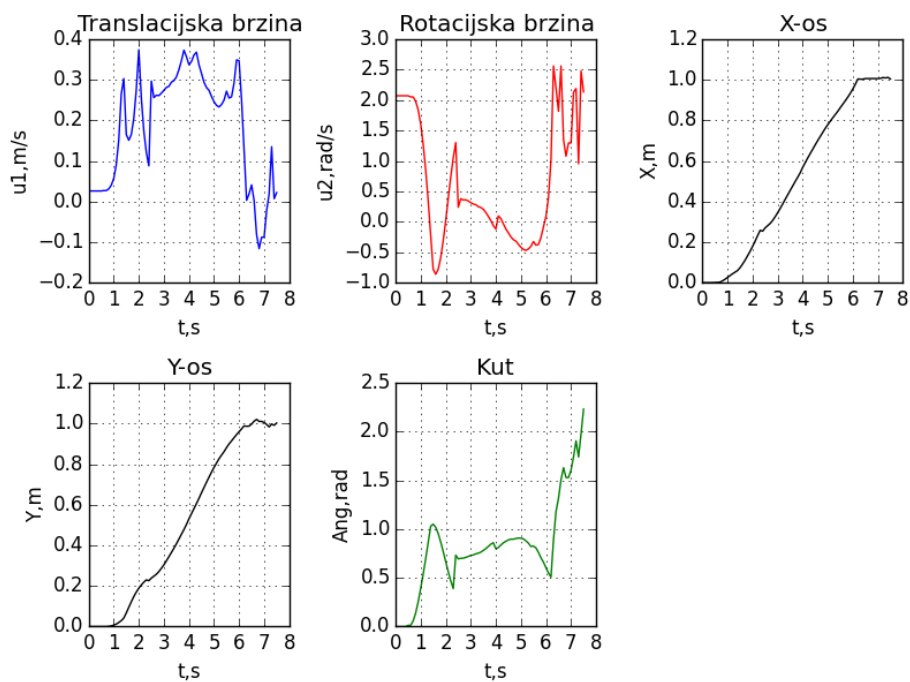 Translacijska brzina
u1,m/s
0.4
0.3
0.2
0.1
0.0
−0.1
−0.2
0 1 2 3 4 5 6 7 8
t,s
Rotacijska brzina
u2,rad/s
3.0
2.5
2.0
1.5
1.0
0.5
0.0
−0.5
−1.0
0 1 2 3 4 5 6 7 8
t,s
X-os
X,m
1.2
1.0
0.8
0.6
0.4
0.2
0.0
0 1 2 3 4 5 6 7 8
t,s
Y-os
Y,m
1.2
1.0
0.8
0.6
0.4
0.2
0.0
0 1 2 3 4 5 6 7 8
t,s
Kut
Ang,rad
2.5
2.0
1.5
1.0
0.5
0.0
0 1 2 3 4 5 6 7 8
t,s